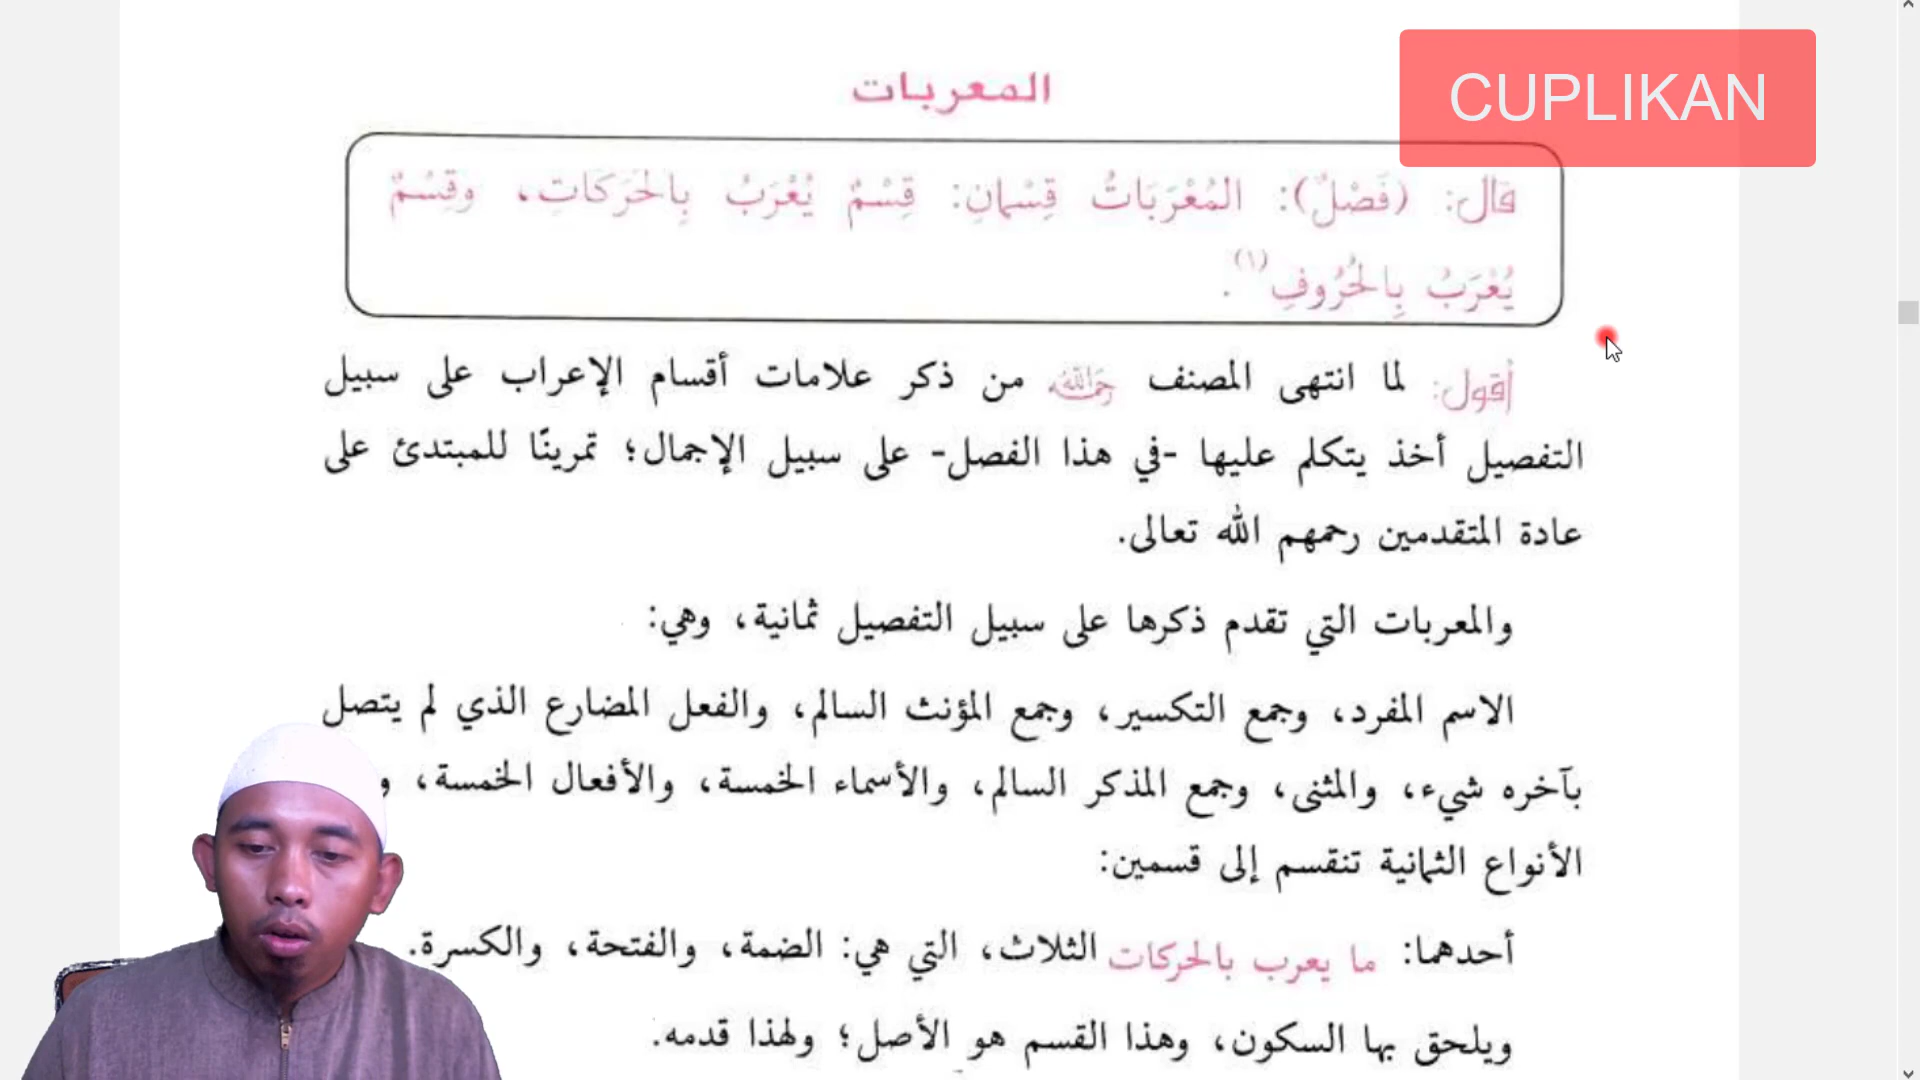 CUPLIKAN
المعربات
قال: (فَصْلٌ): المُعْرَبَاتُ قِسْمانِ: قِسْمٌ يُعْرَبُ بِالحَرَكَاتِ، وقِسْمٌ
يُعْرَبُ بِالحُرُوفِ(١).
أقول: لما انتهى المصنف رحمه الله من ذكر علامات أقسام الإعراب على سبيل
التفصيل أخذ يتكلم عليها -في هذا الفصل- على سبيل الإجمال؛ تمرينًا للمبتدئ على
عادة المتقدمين رحمهم الله تعالى.
والمعربات التي تقدم ذكرها على سبيل التفصيل ثمانية، وهي:
الاسم المفرد، وجمع التكسير، وجمع المؤنث السالم، والفعل المضارع الذي لم يتصل
بآخره شيء، والمثنى، وجمع المذكر السالم، والأسماء الخمسة، والأفعال الخمسة،
الأنواع الثمانية تنقسم إلى قسمين:
أحدهما: ما يعرب بالحركات الثلاث، التي هي: الضمة، والفتحة، والكسرة.
ويلحق بها السكون، وهذا القسم هو الأصل؛ ولهذا قدمه.